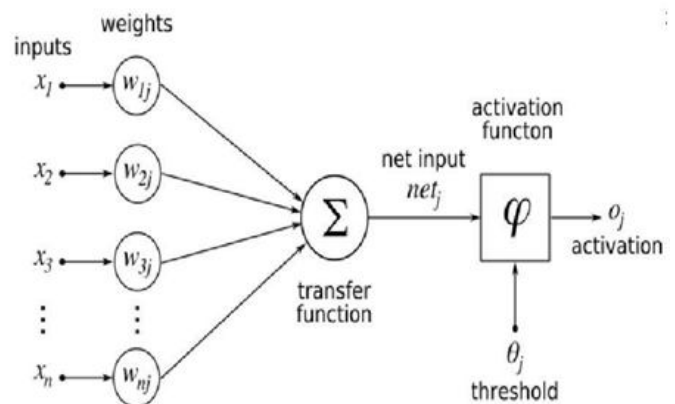 weights
inputs
x1
w1j
x2
w2j
x3
w3j
⋮ ⋮
xn
wnj
Σ
transfer
function
net input
netj
activation
functon
φ
oj
activation
θj
threshold